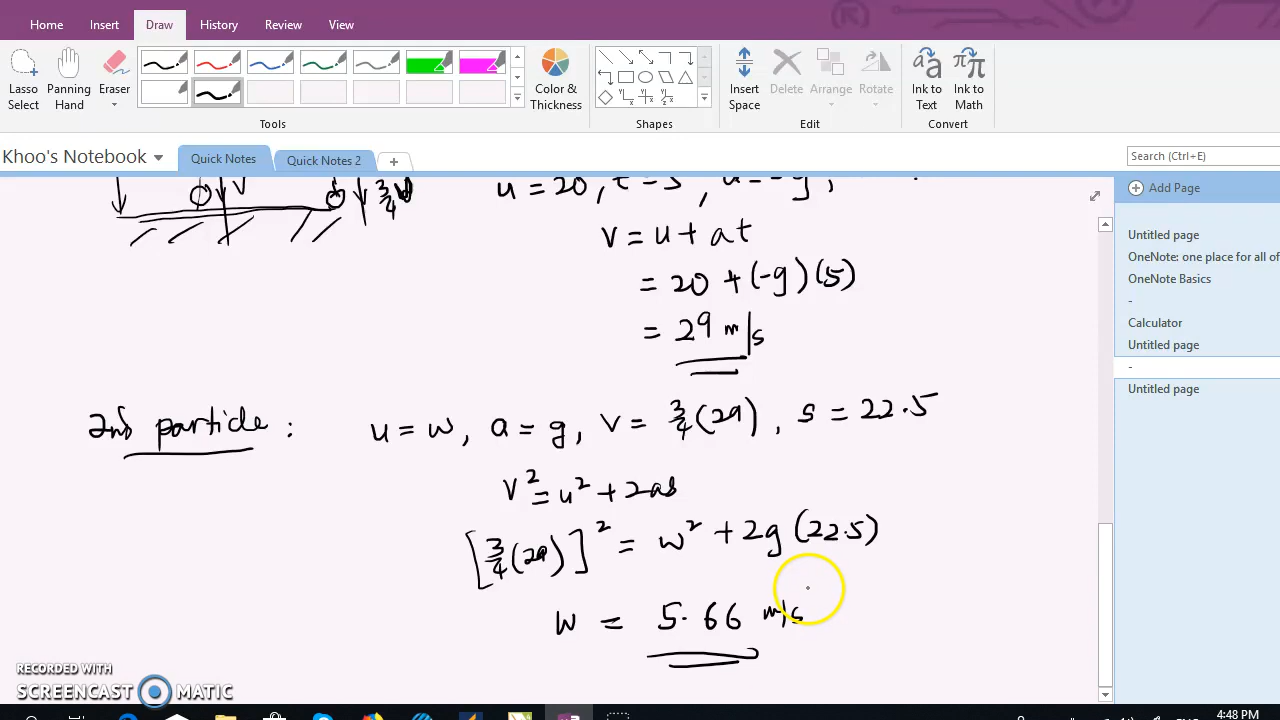 Home Insert Draw History Review View
Lasso Select
Panning Hand
Eraser
Color & Thickness
Insert Space
Delete
Arrange
Rotate
Ink to Text
Ink to Math
Tools
Shapes
Edit
Convert
Khoo's Notebook Quick Notes Quick Notes 2 +
Search (Ctrl+E)
Add Page
Untitled page
OneNote: one place for all of
OneNote Basics
-
Calculator
Untitled page
-
Untitled page
V 3/4
u = 20,
v = u + at
= 20 + (-g)(5)
= 29 m/s
2nd particle : u = w, a = g, v = 3/4 (29), s = 22.5
v² = u² + 2as
[3/4 (29)]² = w² + 2g (22.5)
w = 5.66 m/s
RECORDED WITH
SCREENCAST MATIC
4:48 PM